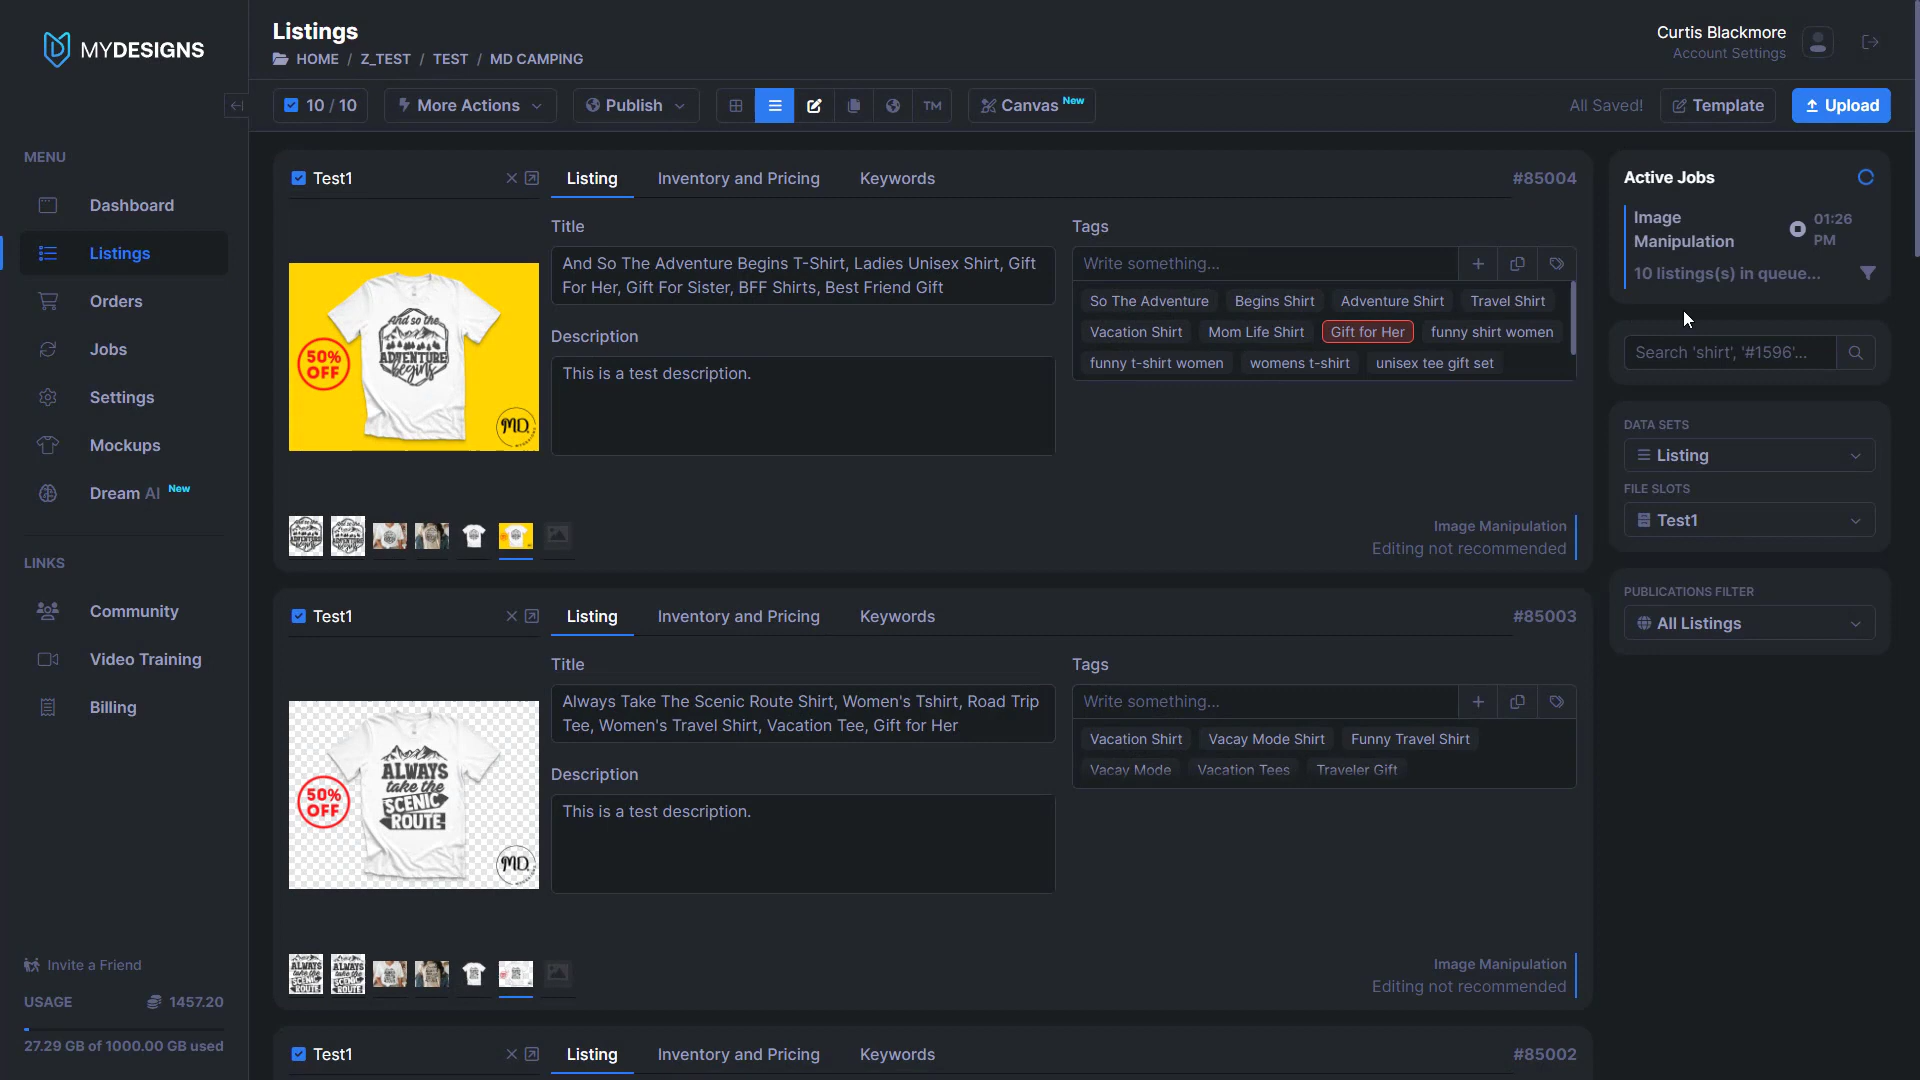 MYDESIGNS
MENU
Dashboard
Listings
Orders
Jobs
Settings
Mockups
Dream AI New
LINKS
Community
Video Training
Billing
Invite a Friend
USAGE 1457.20
27.29 GB of 1000.00 GB used
Listings
HOME / Z_TEST / TEST / MD CAMPING
Curtis Blackmore
Account Settings
10 / 10 More Actions Publish TM Canvas New All Saved! Template Upload
Test1 Listing Inventory and Pricing Keywords #85004
Title
And So The Adventure Begins T-Shirt, Ladies Unisex Shirt, Gift
For Her, Gift For Sister, BFF Shirts, Best Friend Gift
Description
This is a test description.
Tags
Write something...
So The Adventure Begins Shirt Adventure Shirt Travel Shirt
Vacation Shirt Mom Life Shirt Gift for Her funny shirt women
funny t-shirt women womens t-shirt unisex tee gift set
And so the
ADVENTURE
begins
50%
OFF
MD.
Image Manipulation
Editing not recommended
Test1 Listing Inventory and Pricing Keywords #85003
Title
Always Take The Scenic Route Shirt, Women's Tshirt, Road Trip
Tee, Women's Travel Shirt, Vacation Tee, Gift for Her
Description
This is a test description.
Tags
Write something...
Vacation Shirt Vacay Mode Shirt Funny Travel Shirt
Vacay Mode Vacation Tees Traveler Gift
ALWAYS
take the
SCENIC
ROUTE
50%
OFF
MD.
Image Manipulation
Editing not recommended
Test1 Listing Inventory and Pricing Keywords #85002
Active Jobs
Image
Manipulation
01:26
PM
10 listings(s) in queue...
Search 'shirt', '#1596'...
DATA SETS
Listing
FILE SLOTS
Test1
PUBLICATIONS FILTER
All Listings